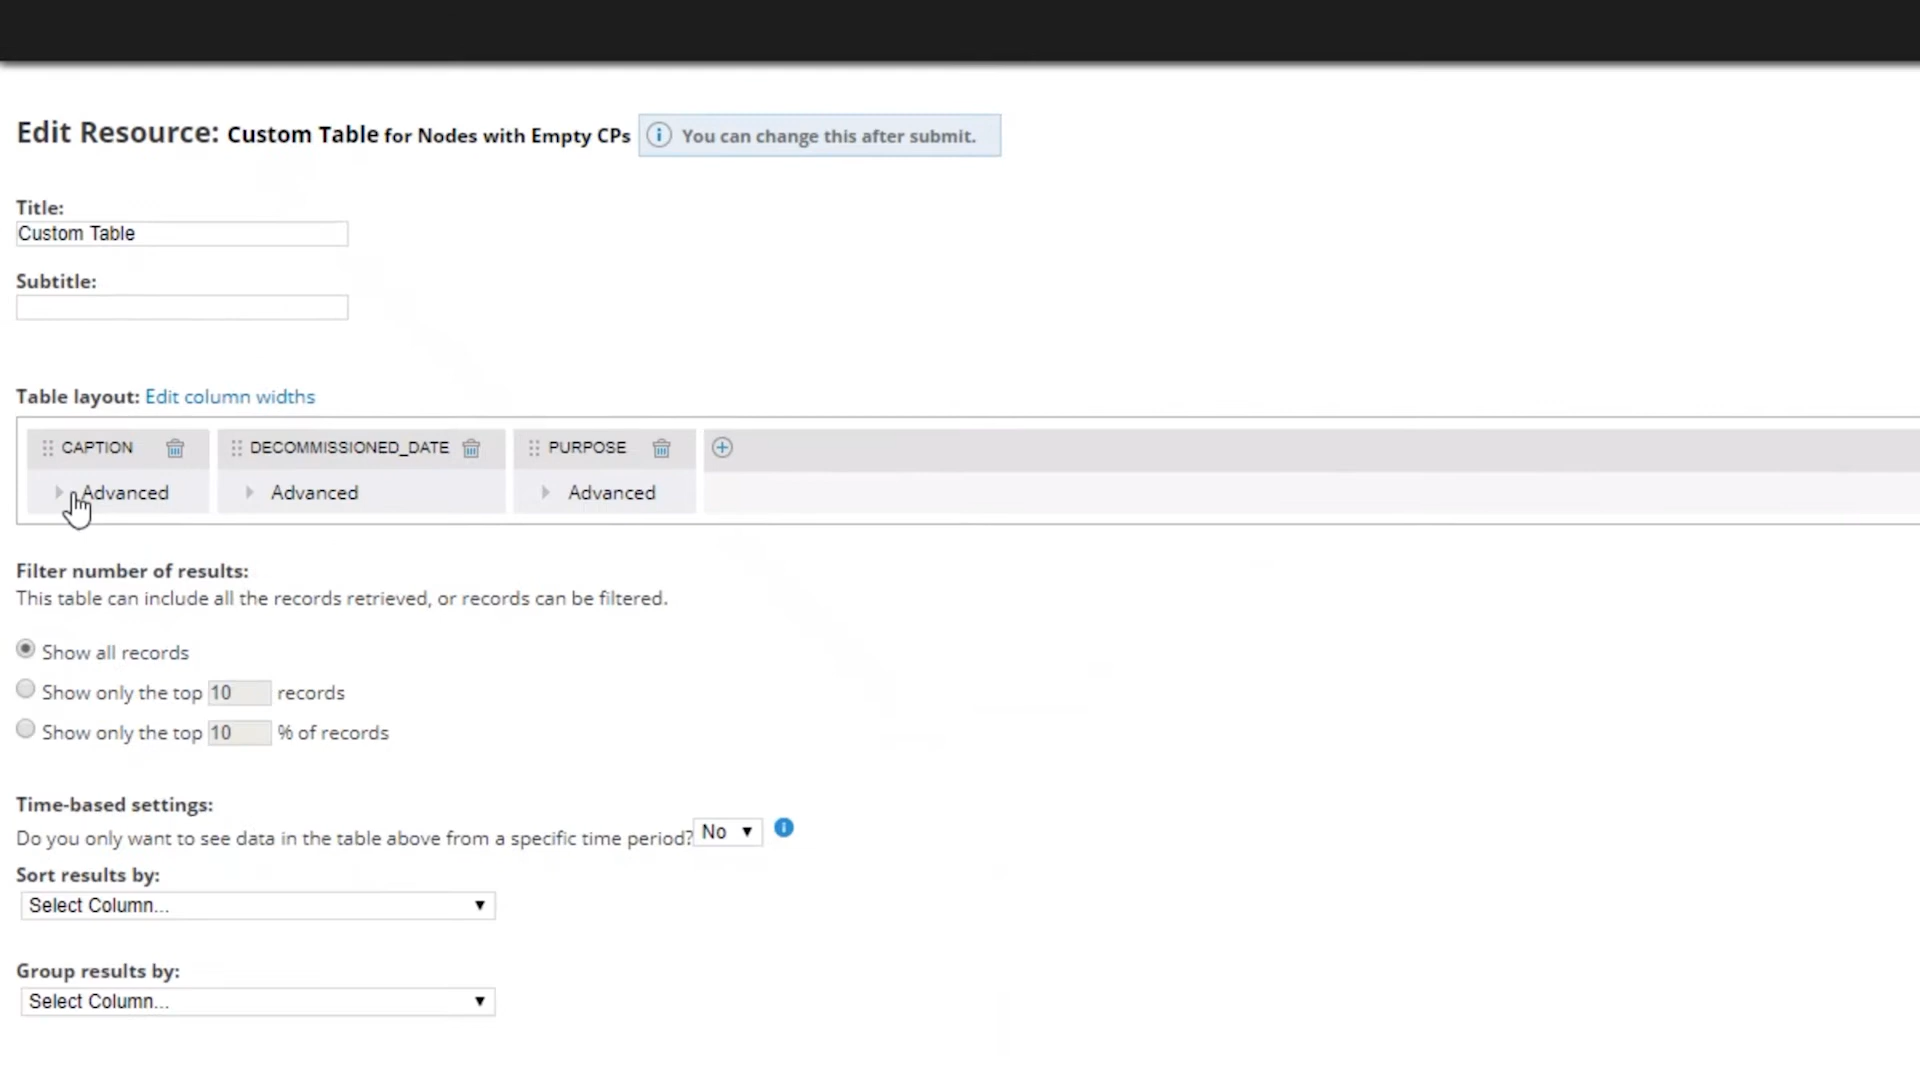 Edit Resource: Custom Table for Nodes with Empty CPs You can change this after submit.
Title:
Custom Table
Subtitle:
Table layout: Edit column widths
CAPTION DECOMMISSIONED_DATE PURPOSE
Advanced Advanced Advanced
Filter number of results:
This table can include all the records retrieved, or records can be filtered.
Show all records
Show only the top 10 records
Show only the top 10 % of records
Time-based settings:
Do you only want to see data in the table above from a specific time period? No
Sort results by:
Select Column...
Group results by:
Select Column...